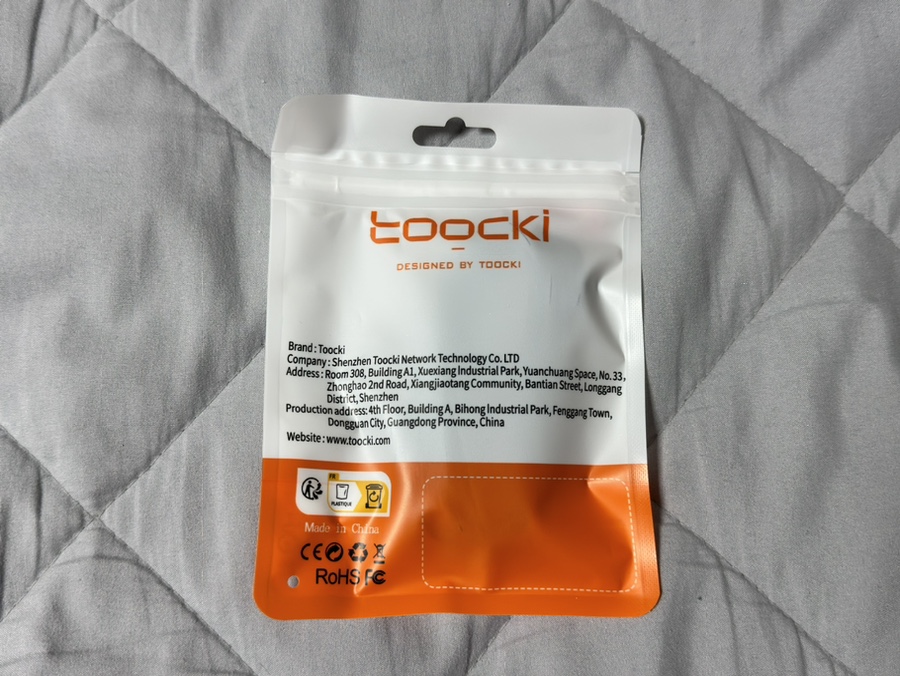 toocki
DESIGNED BY TOOCKI
Brand : Toocki
Company : Shenzhen Toocki Network Technology Co. LTD
Address : Room 308, Building A1, Xuexiang Industrial Park, Yuanchuang Space, No. 33,
Zhonghao 2nd Road, Xiangjiaotang Community, Bantian Street, Longgang
District, Shenzhen
Production address: 4th Floor, Building A, Bihong Industrial Park, Fenggang Town,
Dongguan City, Guangdong Province, China
Website : www.toocki.com
FR
PLASTIQUE
Made in China
CE
RoHS FC